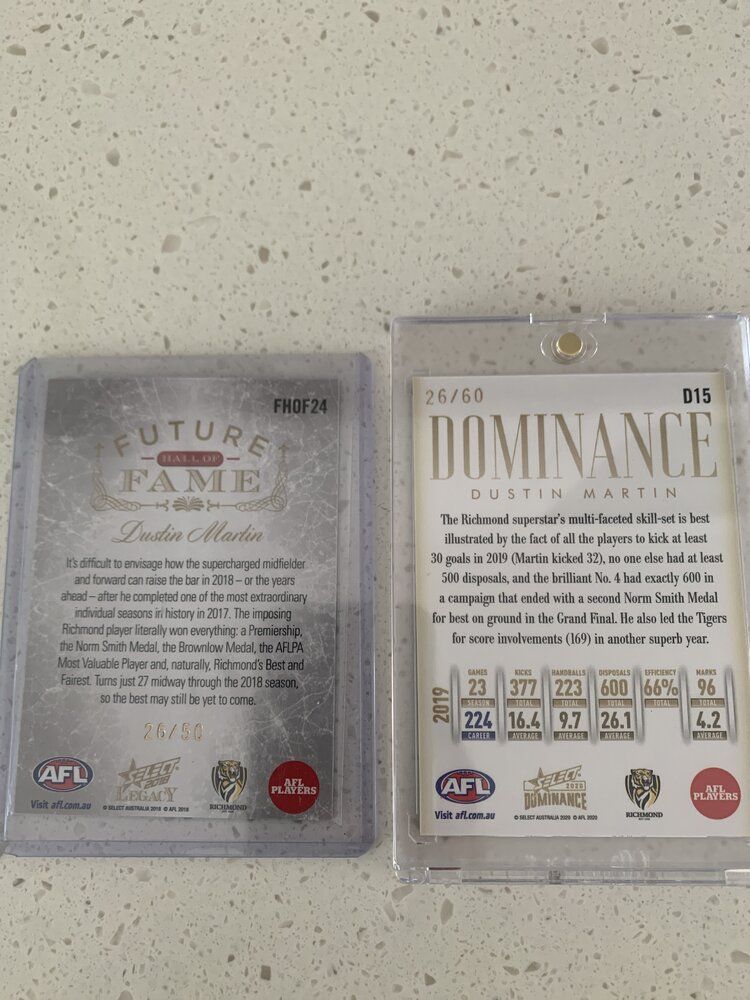 FHOF24
FUTURE
HALL OF
FAME
Dustin Martin
It's difficult to envisage how the supercharged midfielder
and forward can raise the bar in 2018 – or the years
ahead – after he completed one of the most extraordinary
individual seasons in history in 2017. The imposing
Richmond player literally won everything: a Premiership,
the Norm Smith Medal, the Brownlow Medal, the AFLPA
Most Valuable Player and, naturally, Richmond's Best and
Fairest. Turns just 27 midway through the 2018 season,
so the best may still be yet to come.
26/50
AFL
Visit afl.com.au
SELECT
2018
LEGACY
© SELECT AUSTRALIA 2018 © AFL 2018
RICHMOND
AFL
PLAYERS
26/60
D15
DOMINANCE
DUSTIN MARTIN
The Richmond superstar's multi-faceted skill-set is best
illustrated by the fact of all the players to kick at least
30 goals in 2019 (Martin kicked 32), no one else had at least
500 disposals, and the brilliant No. 4 had exactly 600 in
a campaign that ended with a second Norm Smith Medal
for best on ground in the Grand Final. He also led the Tigers
for score involvements (169) in another superb year.
2019
GAMES KICKS HANDBALLS DISPOSALS EFFICIENCY MARKS
23 377 223 600 66% 96
SEASON TOTAL TOTAL TOTAL TOTAL TOTAL
224 16.4 9.7 26.1 4.2
CAREER AVERAGE AVERAGE AVERAGE AVERAGE
AFL
Visit afl.com.au
SELECT
2020
DOMINANCE
© SELECT AUSTRALIA 2020 © AFL 2020
RICHMOND
AFL
PLAYERS